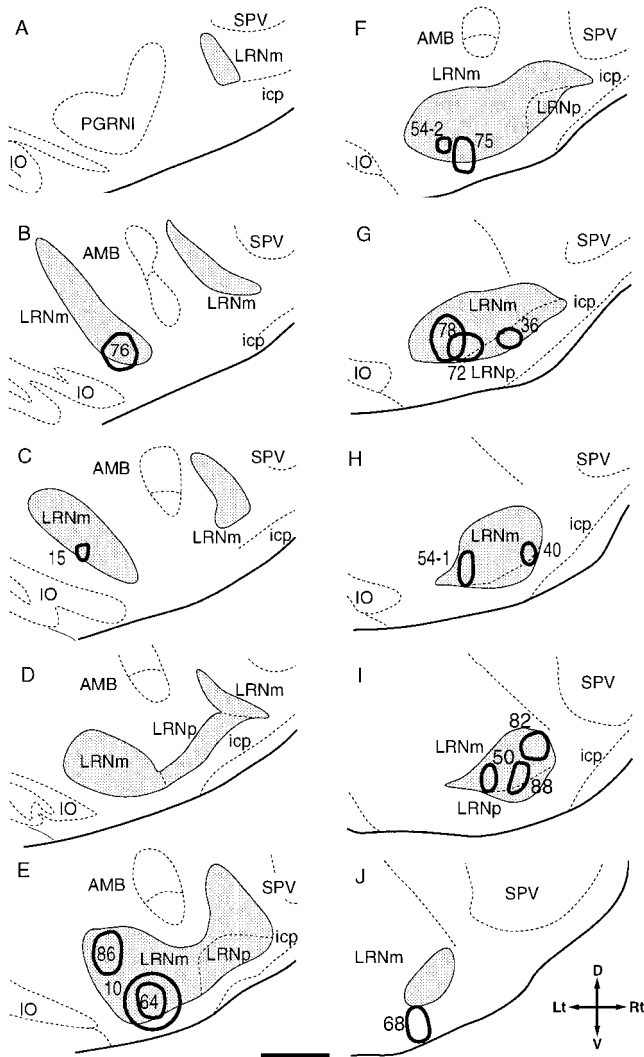 A
SPV
LRNm
icp
PGRNl
IO
B
AMB
SPV
LRNm
LRNm
icp
76
IO
C
AMB
SPV
LRNm
LRNm
icp
15
IO
D
AMB
LRNm
LRNp
icp
LRNm
IO
E
AMB
SPV
icp
86
LRNm
LRNp
10
64
IO
F
AMB
SPV
LRNm
icp
LRNp
54-2
75
IO
G
SPV
LRNm
icp
78
36
72
LRNp
IO
H
SPV
LRNm
icp
54-1
40
IO
I
SPV
82
LRNm
50
icp
88
LRNp
J
SPV
LRNm
68
D
Lt
Rt
V